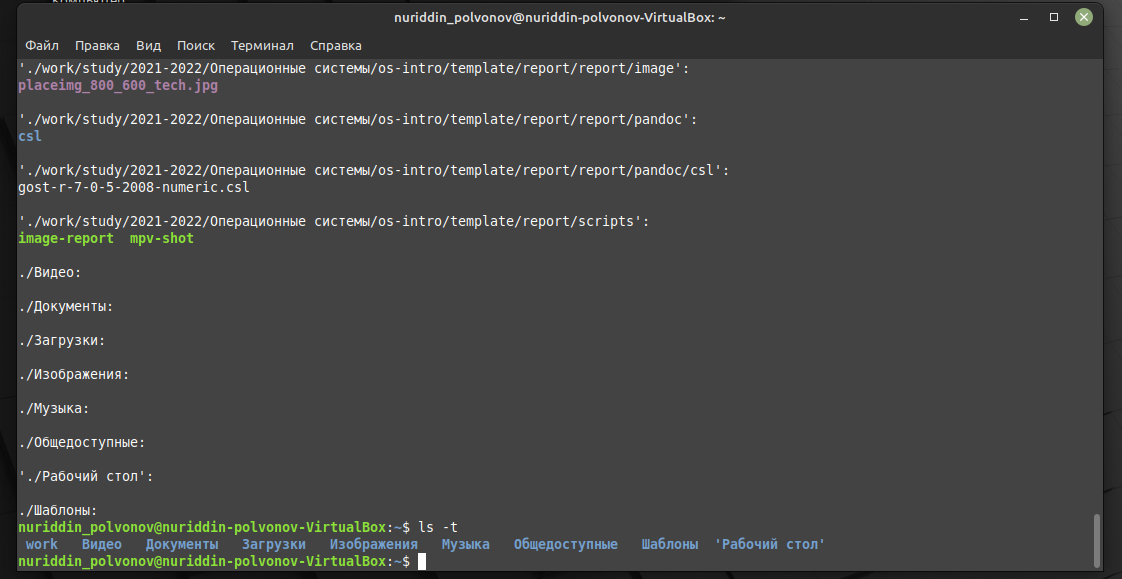 nuriddin_polvonov@nuriddin-polvonov-VirtualBox: ~
Файл Правка Вид Поиск Терминал Справка
'./work/study/2021-2022/Операционные системы/os-intro/template/report/report/image':
placeimg_800_600_tech.jpg
'./work/study/2021-2022/Операционные системы/os-intro/template/report/report/pandoc':
csl
'./work/study/2021-2022/Операционные системы/os-intro/template/report/report/pandoc/csl':
gost-r-7-0-5-2008-numeric.csl
'./work/study/2021-2022/Операционные системы/os-intro/template/report/scripts':
image-report mpv-shot
./Видео:
./Документы:
./Загрузки:
./Изображения:
./Музыка:
./Общедоступные:
'./Рабочий стол':
./Шаблоны:
nuriddin_polvonov@nuriddin-polvonov-VirtualBox:~$ ls -t
work Видео Документы Загрузки Изображения Музыка Общедоступные Шаблоны 'Рабочий стол'
nuriddin_polvonov@nuriddin-polvonov-VirtualBox:~$